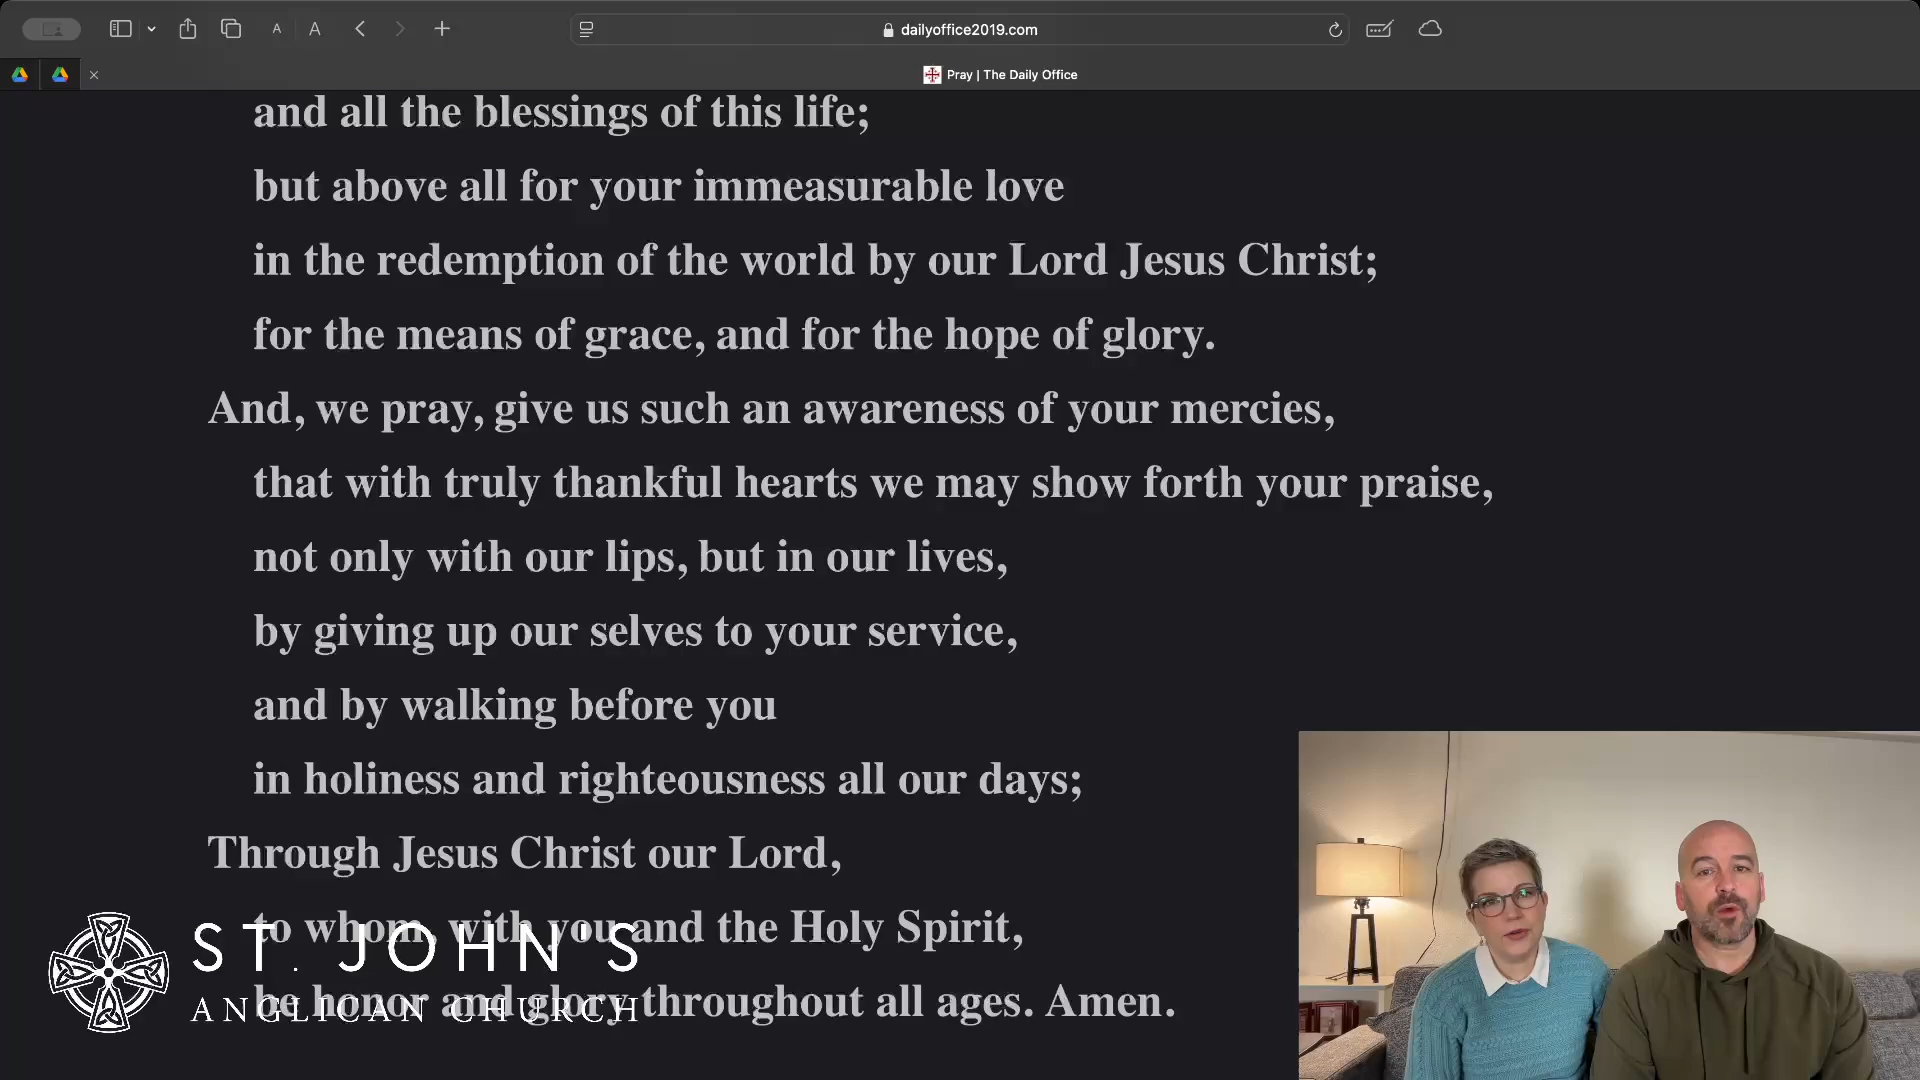 A A
dailyoffice2019.com
Pray | The Daily Office
and all the blessings of this life;
but above all for your immeasurable love
in the redemption of the world by our Lord Jesus Christ;
for the means of grace, and for the hope of glory.
And, we pray, give us such an awareness of your mercies,
that with truly thankful hearts we may show forth your praise,
not only with our lips, but in our lives,
by giving up our selves to your service,
and by walking before you
in holiness and righteousness all our days;
Through Jesus Christ our Lord,
to whom, with you and the Holy Spirit,
be honor and glory throughout all ages. Amen.
ST. JOHN'S
ANGLICAN CHURCH